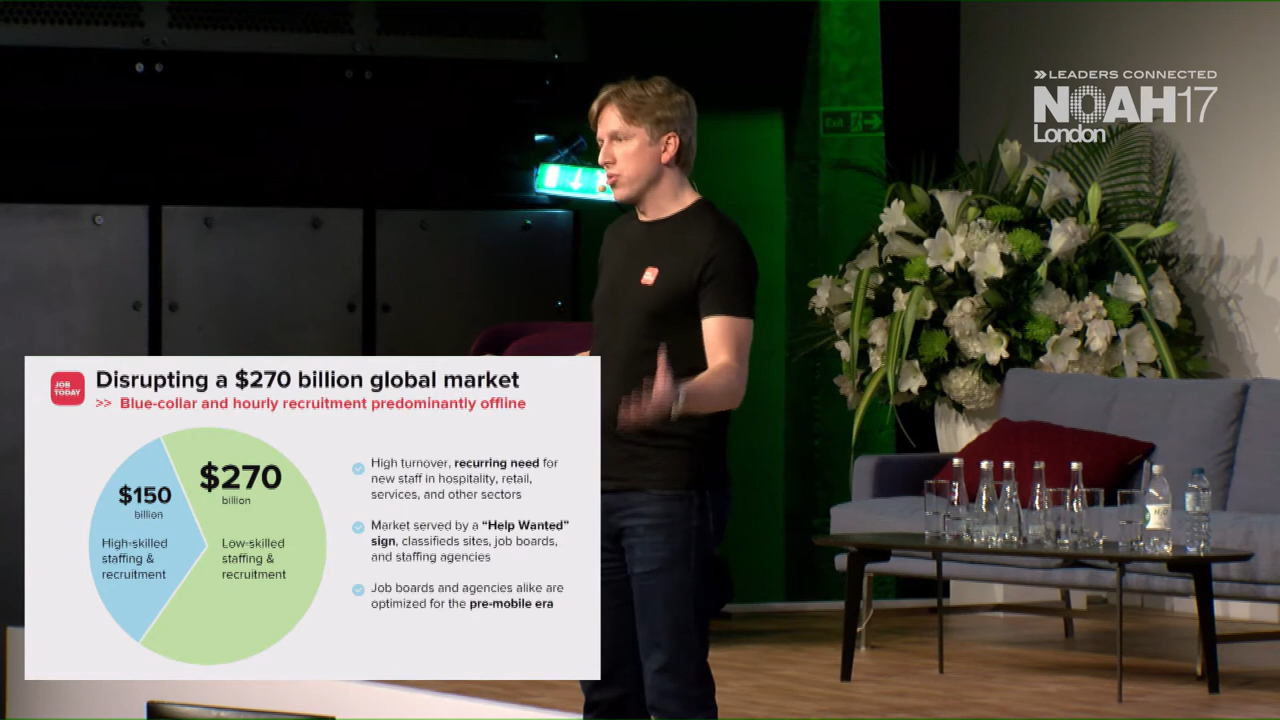 LEADERS CONNECTED
NOAH17
London
Exit
JOB
TODAY
Disrupting a $270 billion global market
>> Blue-collar and hourly recruitment predominantly offline
$150
billion
High-skilled
staffing &
recruitment
$270
billion
Low-skilled
staffing &
recruitment
High turnover, recurring need for
new staff in hospitality, retail,
services, and other sectors
Market served by a “Help Wanted”
sign, classifieds sites, job boards,
and staffing agencies
Job boards and agencies alike are
optimized for the pre-mobile era